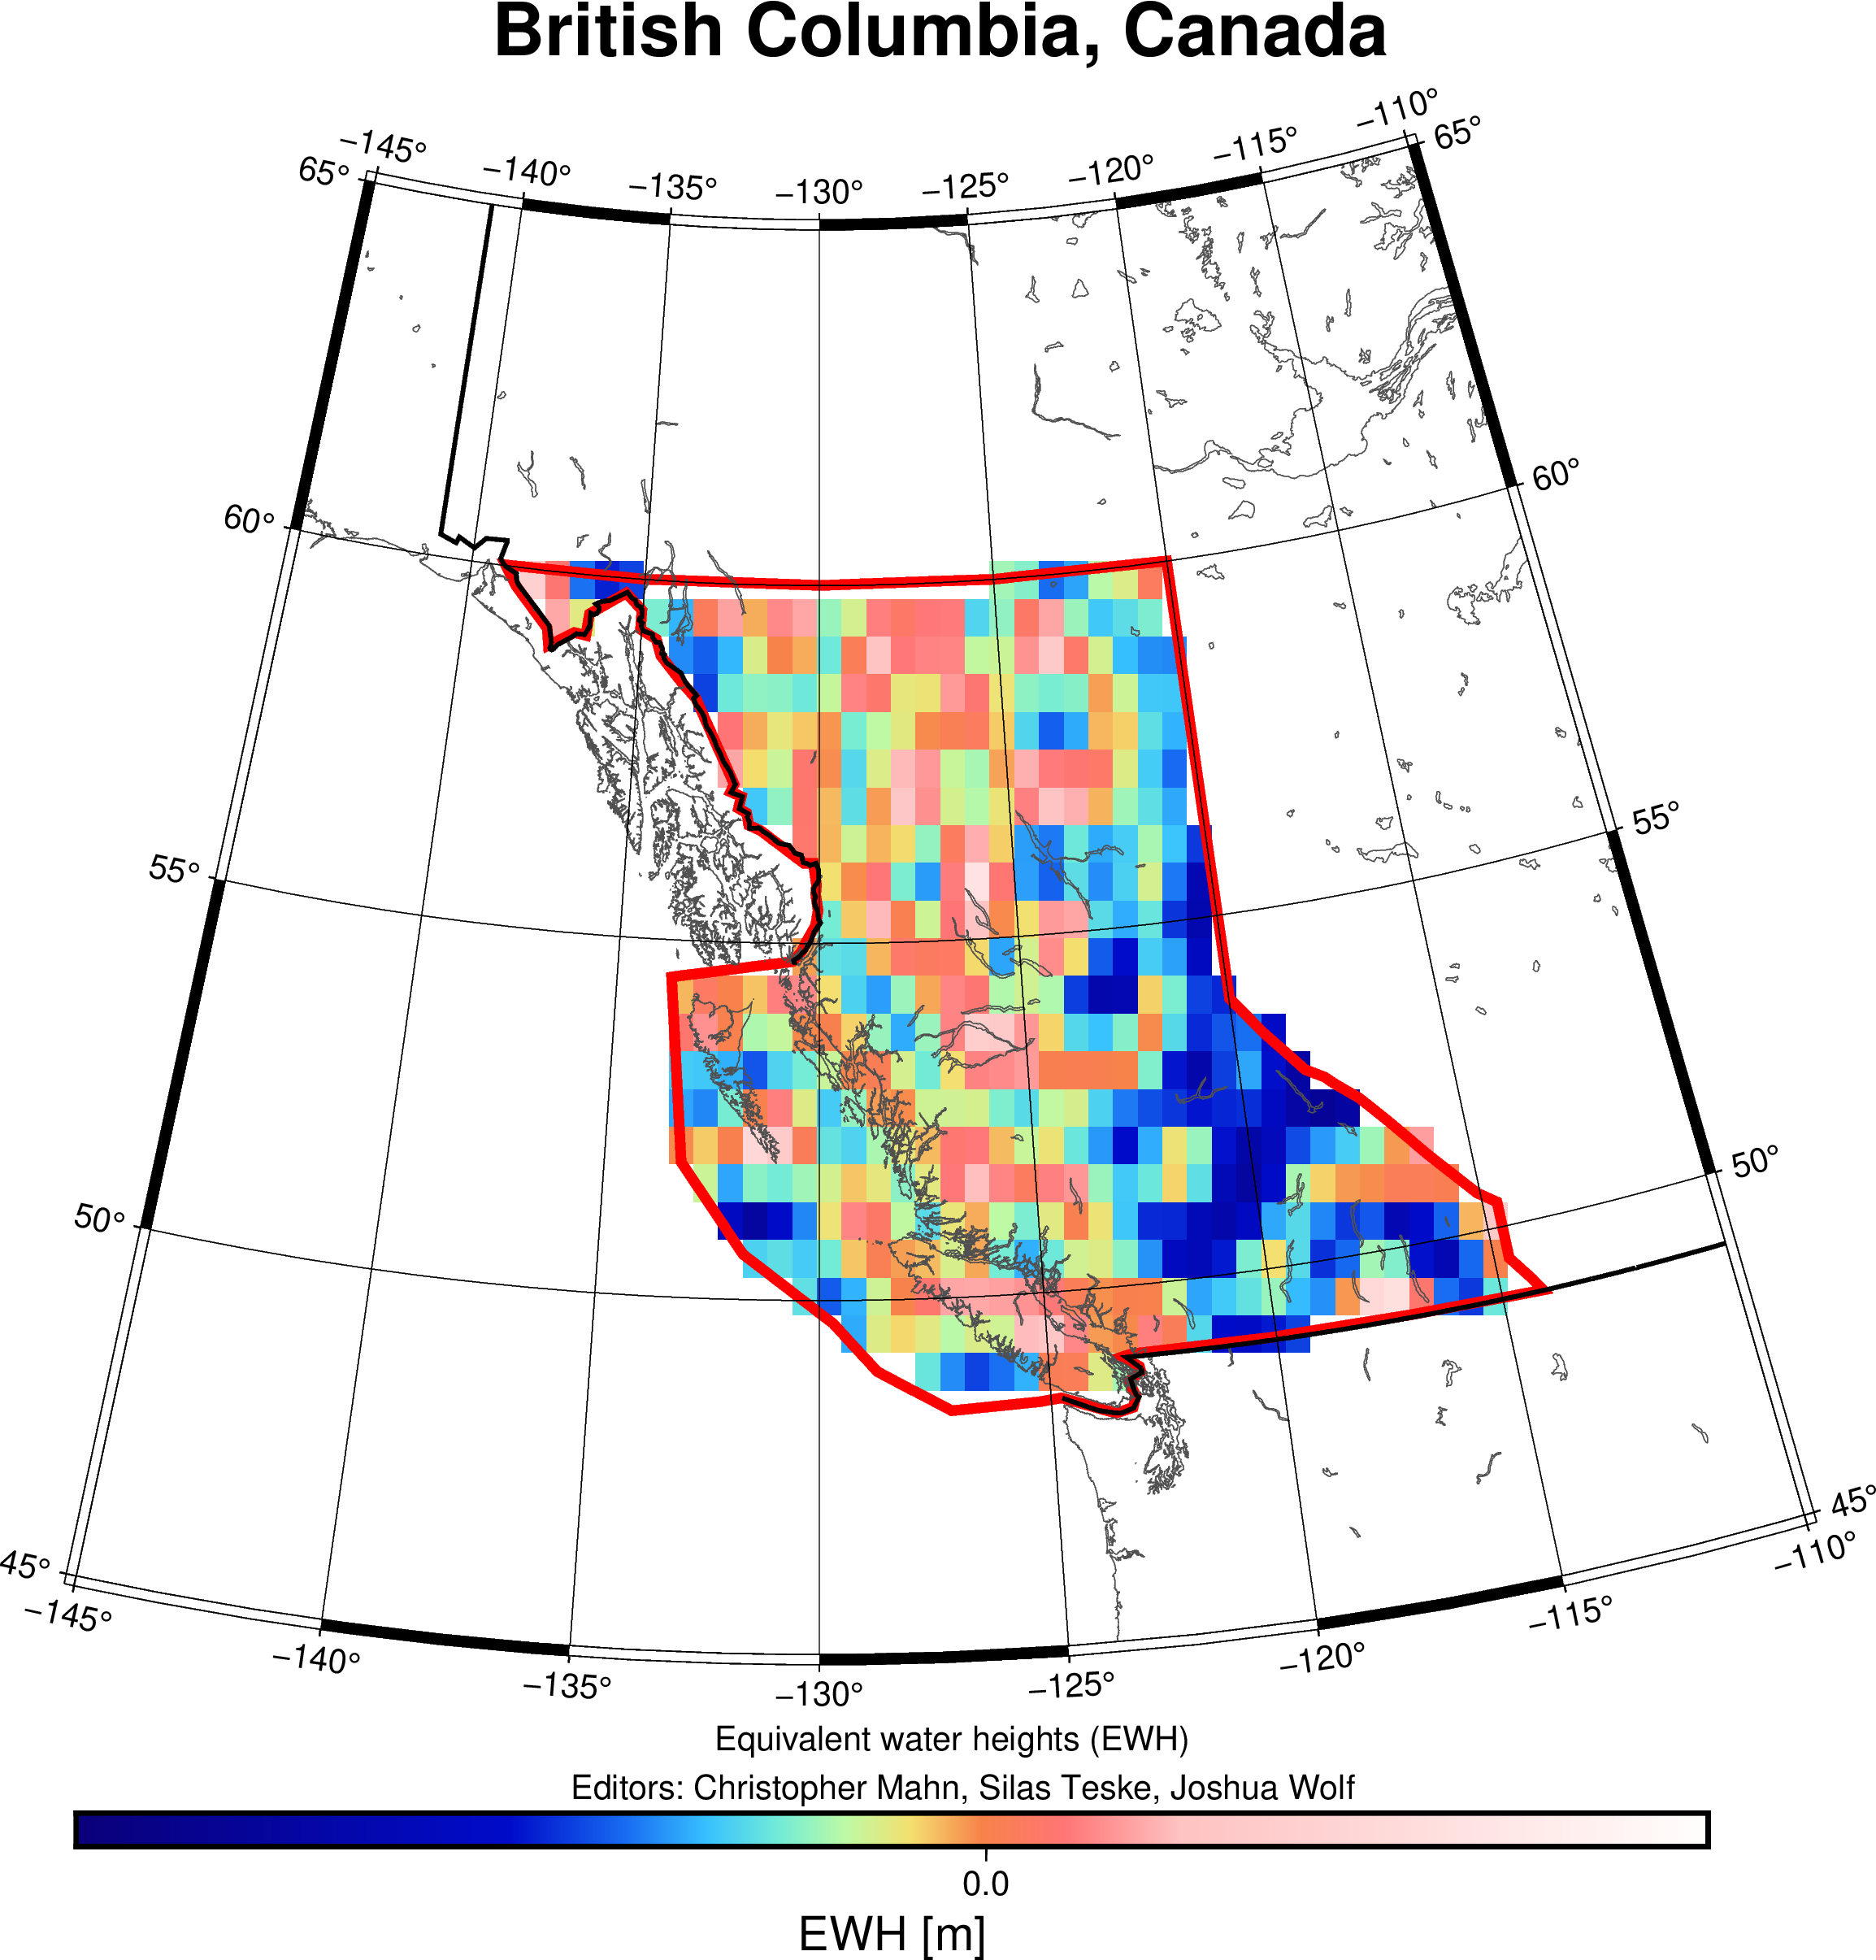 British Columbia, Canada
−145° −140° −135° −130° −125° −120° −115° −110°
65° 65°
60° 60°
55° 55°
50° 50°
45° 45°
−145° −140° −135° −130° −125° −120° −115° −110°
Equivalent water heights (EWH)
Editors: Christopher Mahn, Silas Teske, Joshua Wolf
0.0
EWH [m]